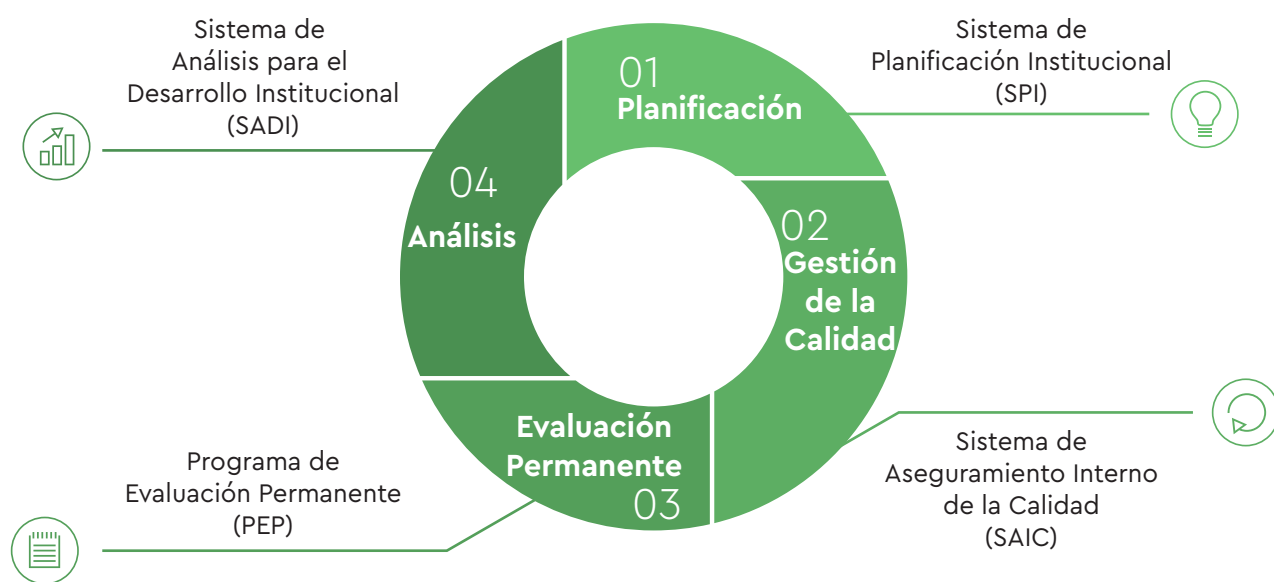 Sistema de
Análisis para el
Desarrollo Institucional
(SADI)
01
Planificación
Sistema de
Planificación Institucional
(SPI)
04
Análisis
02
Gestión
de la
Calidad
Evaluación
Permanente
03
Programa de
Evaluación Permanente
(PEP)
Sistema de
Aseguramiento Interno
de la Calidad
(SAIC)